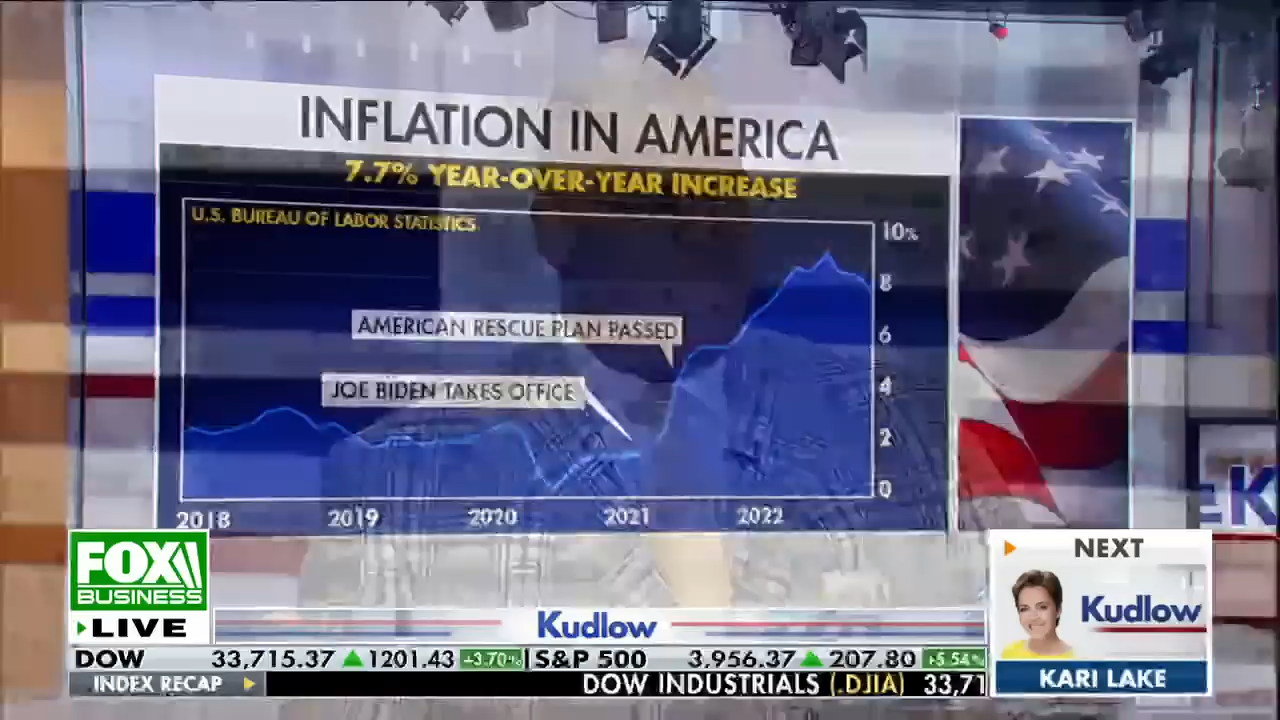 INFLATION IN AMERICA
7.7% YEAR-OVER-YEAR INCREASE
U.S. BUREAU OF LABOR STATISTICS
10%
8
AMERICAN RESCUE PLAN PASSED
6
JOE BIDEN TAKES OFFICE
4
2
0
2018 2019 2020 2021 2022
FOX
BUSINESS
LIVE
Kudlow
NEXT
Kudlow
KARI LAKE
DOW 33,715.37 ▲ 1201.43 +3.70% S&P 500 3,956.37 ▲ 207.80 +5.54%
INDEX RECAP DOW INDUSTRIALS (.DJIA) 33,71